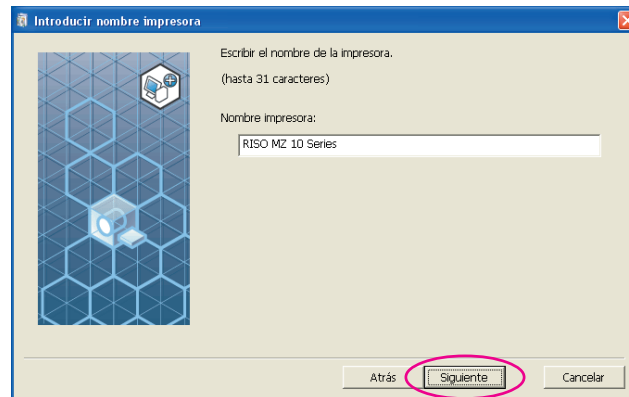 Introducir nombre impresora
Escribir el nombre de la impresora.
(hasta 31 caracteres)
Nombre impresora:
RISO MZ 10 Series
Atrás
Siguiente
Cancelar